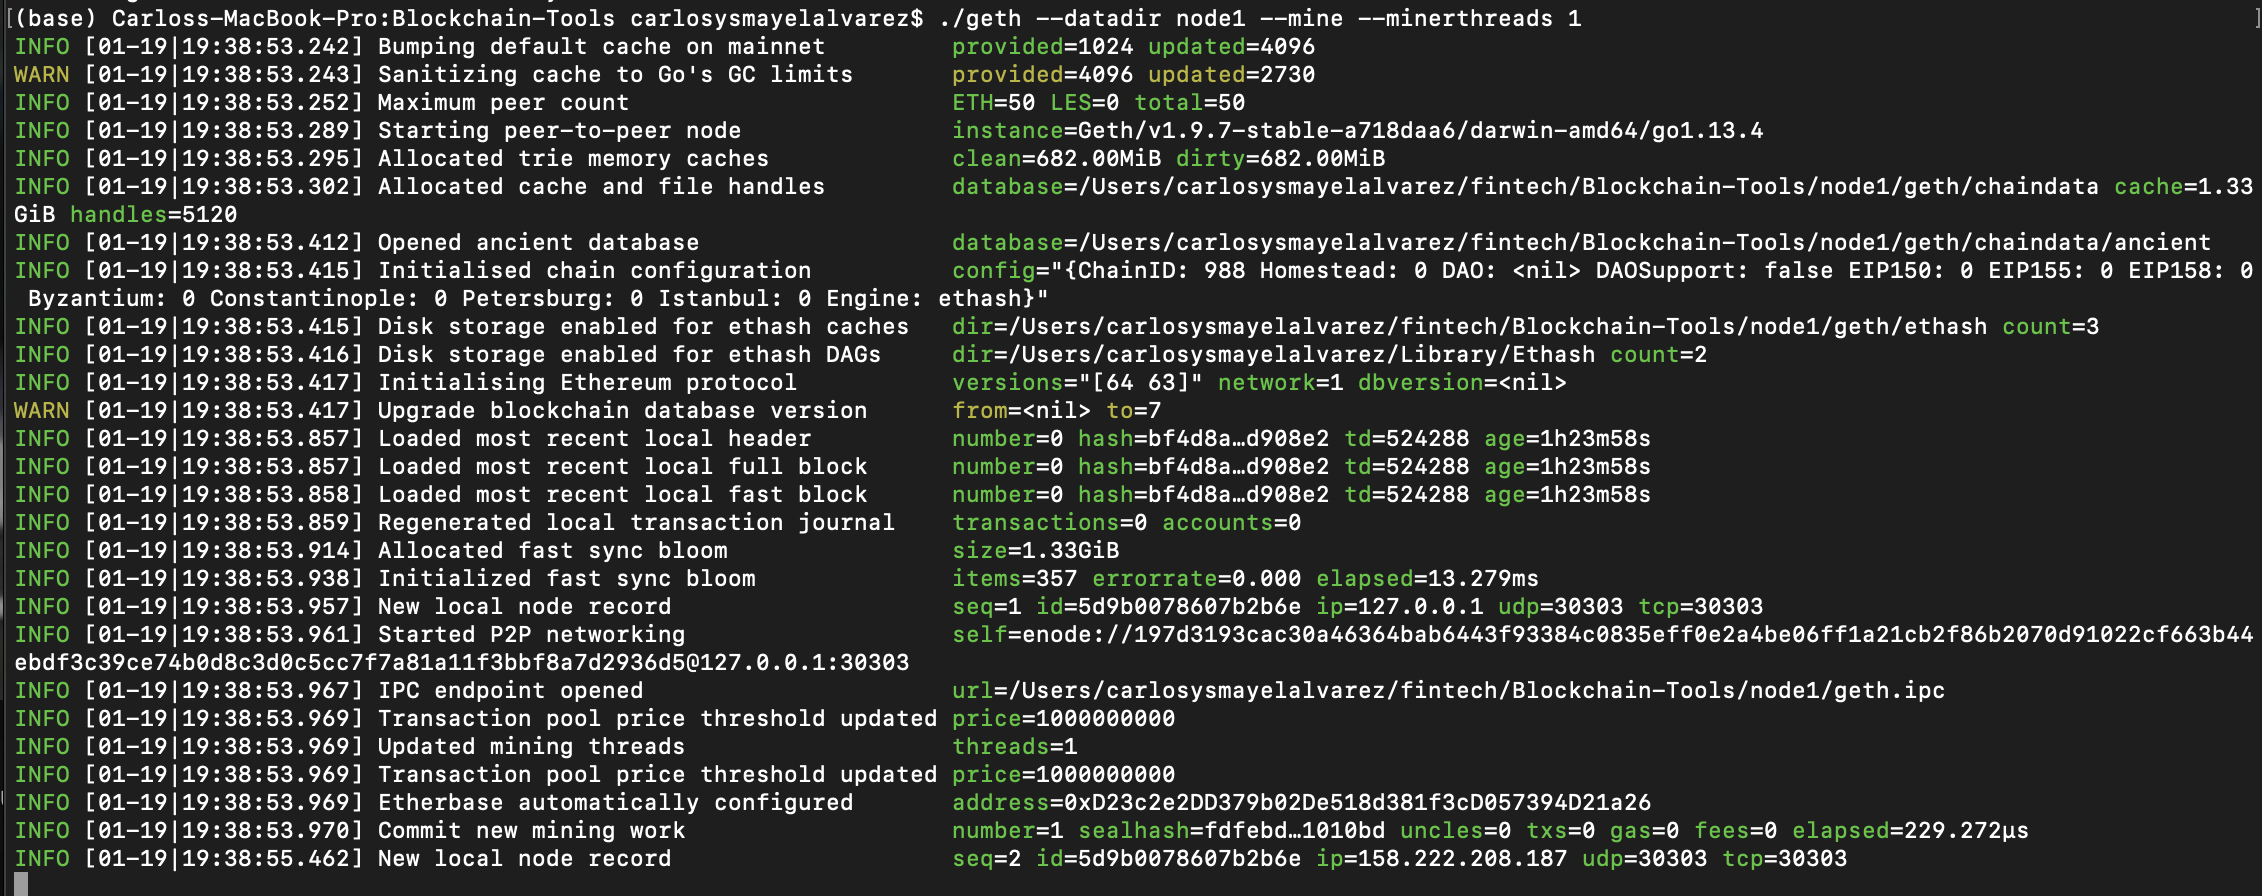 [(base) Carloss-MacBook-Pro:Blockchain-Tools carlosysmayelalvarez$ ./geth --datadir node1 --mine --minerthreads 1 ]
INFO [01-19|19:38:53.242] Bumping default cache on mainnet provided=1024 updated=4096
WARN [01-19|19:38:53.243] Sanitizing cache to Go's GC limits provided=4096 updated=2730
INFO [01-19|19:38:53.252] Maximum peer count ETH=50 LES=0 total=50
INFO [01-19|19:38:53.289] Starting peer-to-peer node instance=Geth/v1.9.7-stable-a718daa6/darwin-amd64/go1.13.4
INFO [01-19|19:38:53.295] Allocated trie memory caches clean=682.00MiB dirty=682.00MiB
INFO [01-19|19:38:53.302] Allocated cache and file handles database=/Users/carlosysmayelalvarez/fintech/Blockchain-Tools/node1/geth/chaindata cache=1.33
GiB handles=5120
INFO [01-19|19:38:53.412] Opened ancient database database=/Users/carlosysmayelalvarez/fintech/Blockchain-Tools/node1/geth/chaindata/ancient
INFO [01-19|19:38:53.415] Initialised chain configuration config="{ChainID: 988 Homestead: 0 DAO: <nil> DAOSupport: false EIP150: 0 EIP155: 0 EIP158: 0
Byzantium: 0 Constantinople: 0 Petersburg: 0 Istanbul: 0 Engine: ethash}"
INFO [01-19|19:38:53.415] Disk storage enabled for ethash caches dir=/Users/carlosysmayelalvarez/fintech/Blockchain-Tools/node1/geth/ethash count=3
INFO [01-19|19:38:53.416] Disk storage enabled for ethash DAGs dir=/Users/carlosysmayelalvarez/Library/Ethash count=2
INFO [01-19|19:38:53.417] Initialising Ethereum protocol versions="[64 63]" network=1 dbversion=<nil>
WARN [01-19|19:38:53.417] Upgrade blockchain database version from=<nil> to=7
INFO [01-19|19:38:53.857] Loaded most recent local header number=0 hash=bf4d8a…d908e2 td=524288 age=1h23m58s
INFO [01-19|19:38:53.857] Loaded most recent local full block number=0 hash=bf4d8a…d908e2 td=524288 age=1h23m58s
INFO [01-19|19:38:53.858] Loaded most recent local fast block number=0 hash=bf4d8a…d908e2 td=524288 age=1h23m58s
INFO [01-19|19:38:53.859] Regenerated local transaction journal transactions=0 accounts=0
INFO [01-19|19:38:53.914] Allocated fast sync bloom size=1.33GiB
INFO [01-19|19:38:53.938] Initialized fast sync bloom items=357 errorrate=0.000 elapsed=13.279ms
INFO [01-19|19:38:53.957] New local node record seq=1 id=5d9b0078607b2b6e ip=127.0.0.1 udp=30303 tcp=30303
INFO [01-19|19:38:53.961] Started P2P networking self=enode://197d3193cac30a46364bab6443f93384c0835eff0e2a4be06ff1a21cb2f86b2070d91022cf663b44
ebdf3c39ce74b0d8c3d0c5cc7f7a81a11f3bbf8a7d2936d5@127.0.0.1:30303
INFO [01-19|19:38:53.967] IPC endpoint opened url=/Users/carlosysmayelalvarez/fintech/Blockchain-Tools/node1/geth.ipc
INFO [01-19|19:38:53.969] Transaction pool price threshold updated price=1000000000
INFO [01-19|19:38:53.969] Updated mining threads threads=1
INFO [01-19|19:38:53.969] Transaction pool price threshold updated price=1000000000
INFO [01-19|19:38:53.969] Etherbase automatically configured address=0xD23c2e2DD379b02De518d381f3cD057394D21a26
INFO [01-19|19:38:53.970] Commit new mining work number=1 sealhash=fdfebd…1010bd uncles=0 txs=0 gas=0 fees=0 elapsed=229.272µs
INFO [01-19|19:38:55.462] New local node record seq=2 id=5d9b0078607b2b6e ip=158.222.208.187 udp=30303 tcp=30303